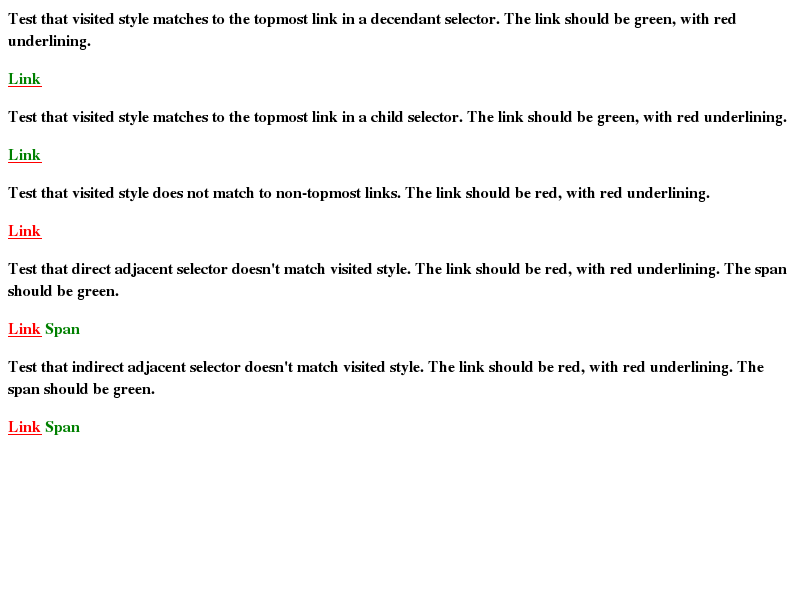 Test that visited style matches to the topmost link in a decendant selector. The link should be green, with red
underlining.
Link
Test that visited style matches to the topmost link in a child selector. The link should be green, with red underlining.
Link
Test that visited style does not match to non-topmost links. The link should be red, with red underlining.
Link
Test that direct adjacent selector doesn't match visited style. The link should be red, with red underlining. The span
should be green.
Link Span
Test that indirect adjacent selector doesn't match visited style. The link should be red, with red underlining. The
span should be green.
Link Span